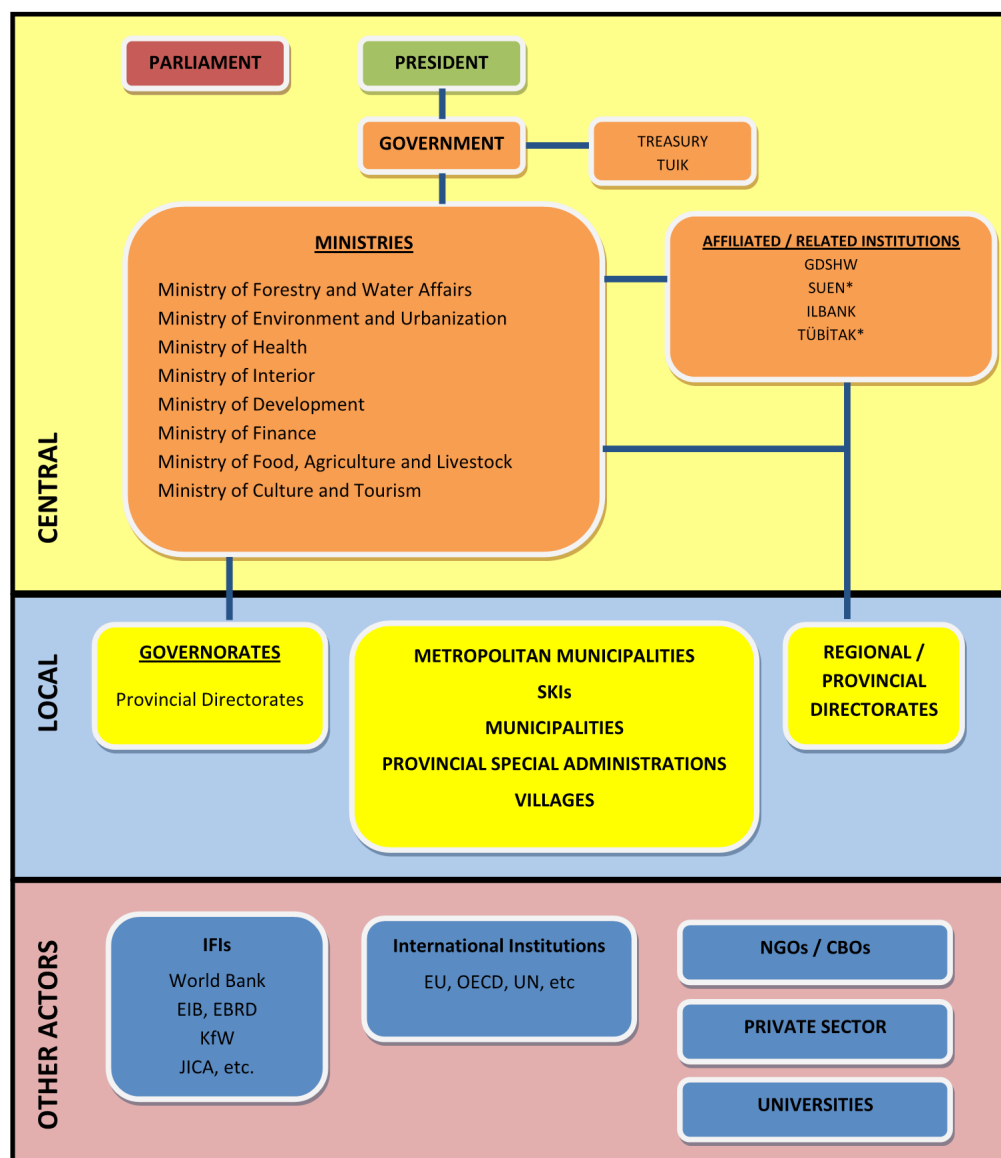 PARLIAMENT
PRESIDENT
GOVERNMENT
TREASURY
TUIK
MINISTRIES
Ministry of Forestry and Water Affairs
Ministry of Environment and Urbanization
Ministry of Health
Ministry of Interior
Ministry of Development
Ministry of Finance
Ministry of Food, Agriculture and Livestock
Ministry of Culture and Tourism
AFFILIATED / RELATED INSTITUTIONS
GDSHW
SUEN*
ILBANK
TÜBİTAK*
CENTRAL
LOCAL
GOVERNORATES
Provincial Directorates
METROPOLITAN MUNICIPALITIES
SKIs
MUNICIPALITIES
PROVINCIAL SPECIAL ADMINISTRATIONS
VILLAGES
REGIONAL /
PROVINCIAL
DIRECTORATES
OTHER ACTORS
IFIs
World Bank
EIB, EBRD
KfW
JICA, etc.
International Institutions
EU, OECD, UN, etc
NGOs / CBOs
PRIVATE SECTOR
UNIVERSITIES